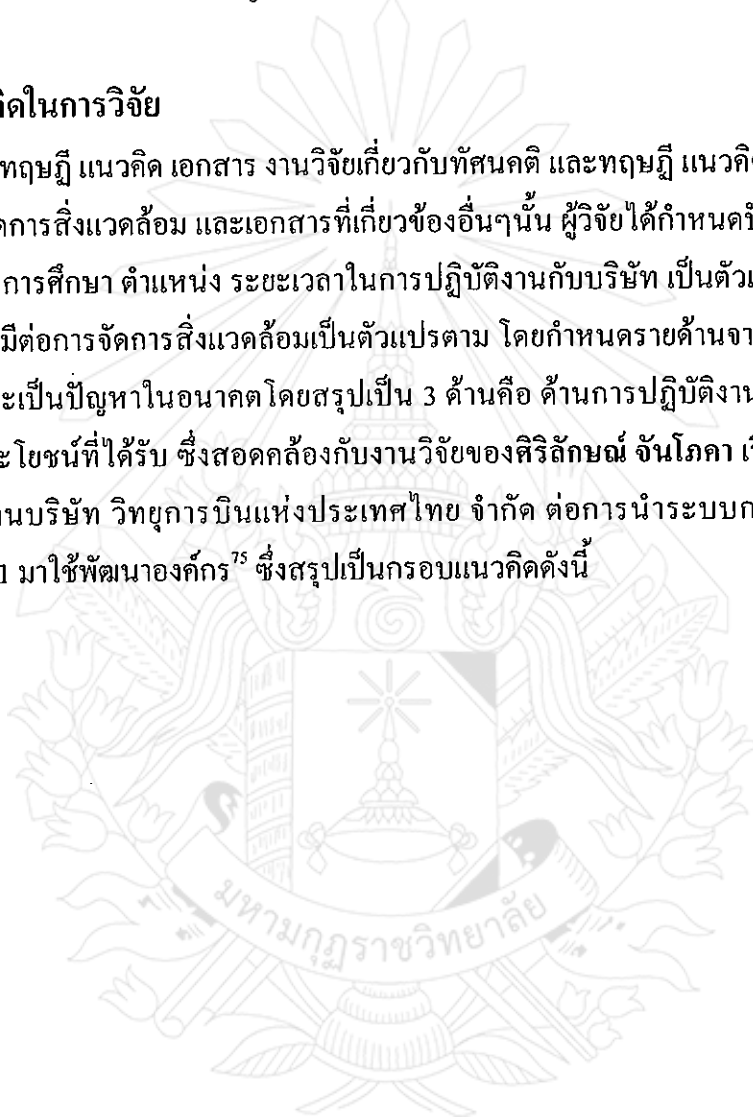 คิดในการวิจัย
ทฤษฎี แนวคิด เอกสาร งานวิจัยเกี่ยวกับทัศนคติ และทฤษฎี แนวคิ
การสิ่งแวดล้อม และเอกสารที่เกี่ยวข้องอื่นๆนั้น ผู้วิจัยได้กำหนด
การศึกษา ตำแหน่ง ระยะเวลาในการปฏิบัติงานกับบริษัท เป็นตัวแ
มีต่อการจัดการสิ่งแวดล้อมเป็นตัวแปรตาม โดยกำหนดรายด้านจา
ะเป็นปัญหาในอนาคตโดยสรุปเป็น 3 ด้านคือ ด้านการปฏิบัติงาน
ะโยชน์ที่ได้รับ ซึ่งสอดคล้องกับงานวิจัยของศิริลักษณ์ จันโภคา เ
านบริษัท วิทยุการบินแห่งประเทศไทย จำกัด ต่อการนำระบบก
1 มาใช้พัฒนาองค์กร⁷⁵ ซึ่งสรุปเป็นกรอบแนวคิดดังนี้
มหามกุฏราชวิทยาลัย